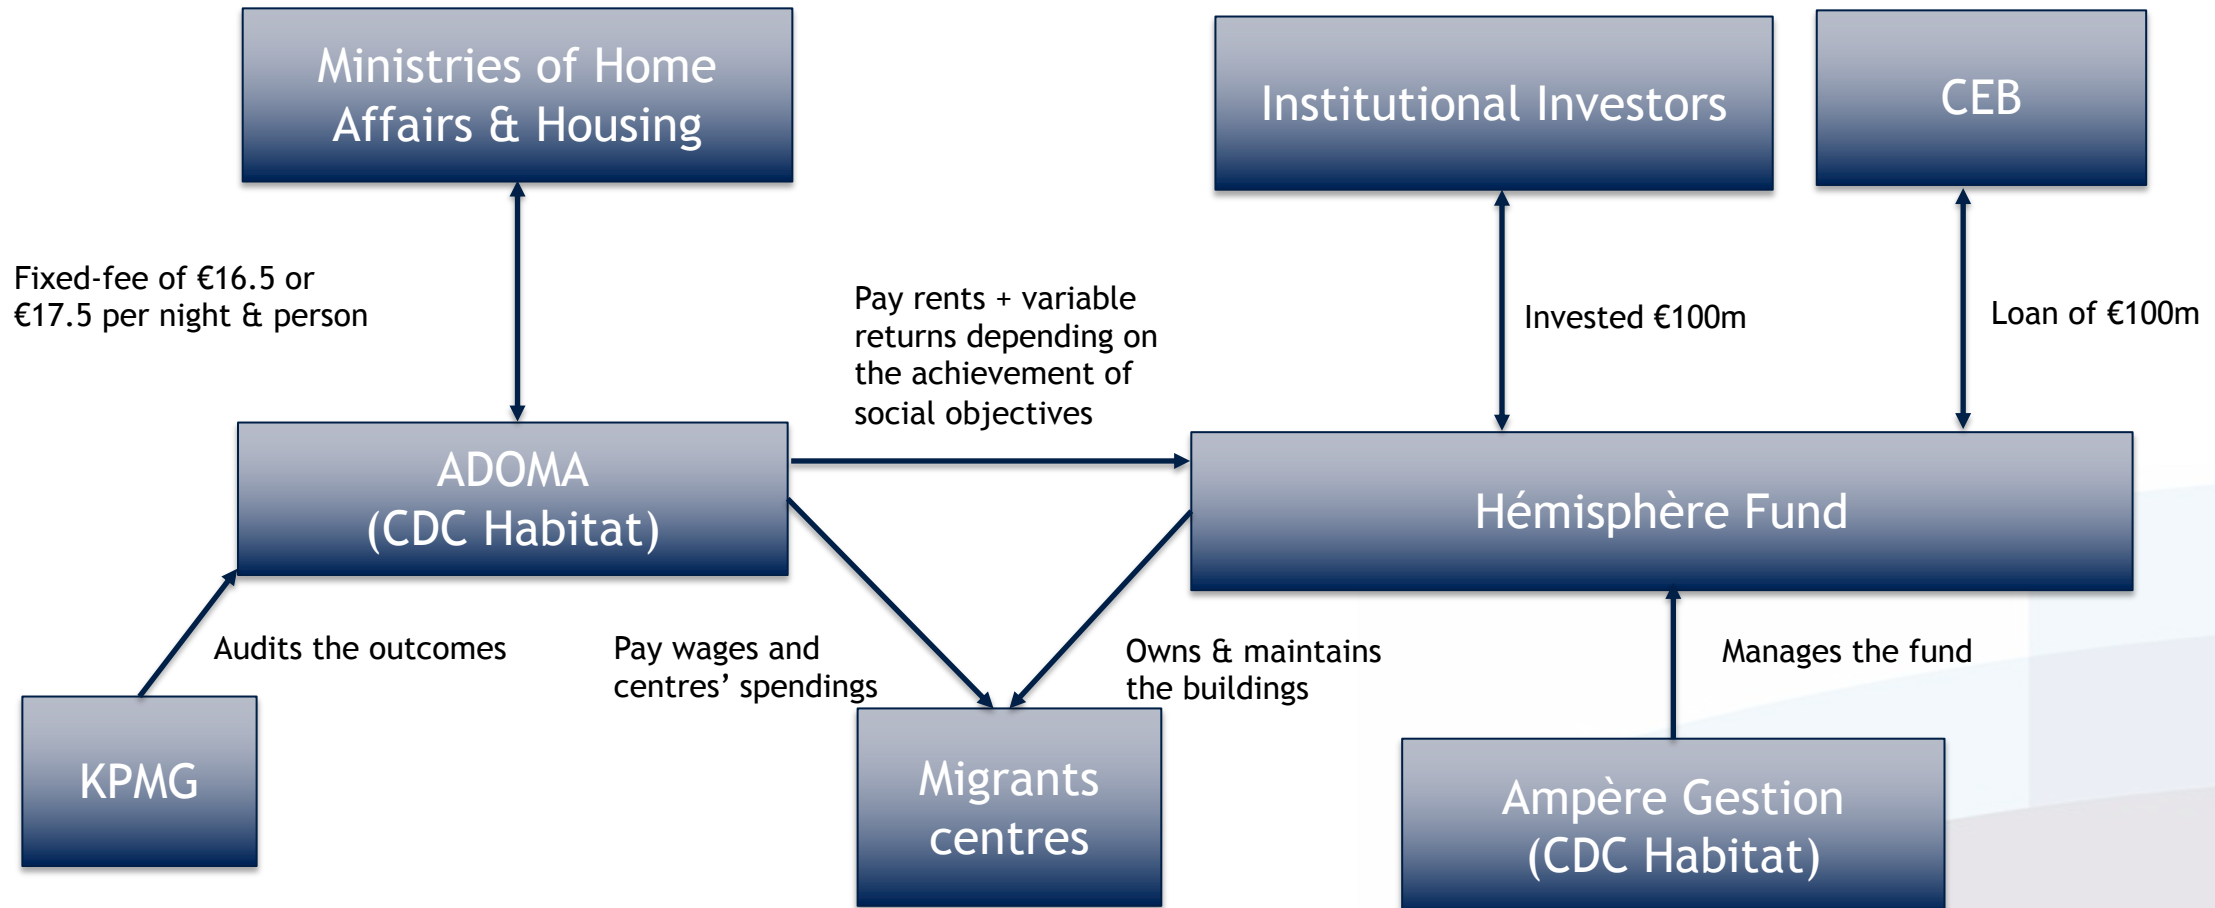 Ministries of Home
Affairs & Housing
Institutional Investors
CEB
Fixed-fee of €16.5 or
€17.5 per night & person
Pay rents + variable
returns depending on
the achievement of
social objectives
Invested €100m
Loan of €100m
ADOMA
(CDC Habitat)
Hémisphère Fund
Audits the outcomes
Pay wages and
centres’ spendings
Owns & maintains
the buildings
Manages the fund
KPMG
Migrants
centres
Ampère Gestion
(CDC Habitat)